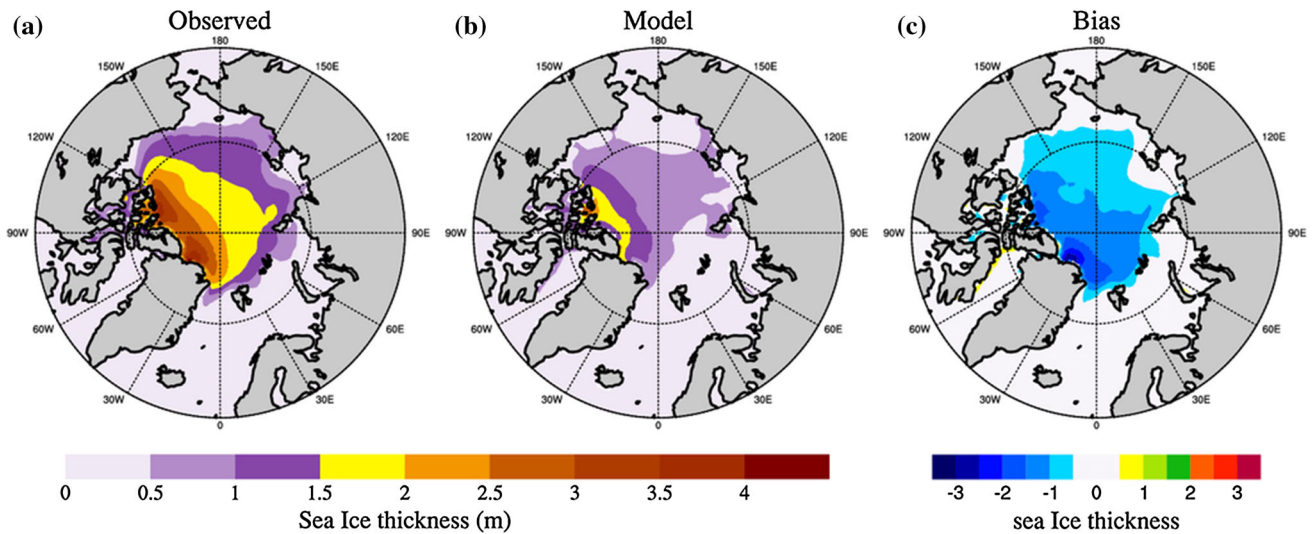 (a) Observed
(b) Model
(c) Bias
180
150W
150E
120W
120E
90W
90E
60W
60E
30W
30E
0
180
150W
150E
120W
120E
90W
90E
60W
60E
30W
30E
0
180
150W
150E
120W
120E
90W
90E
60W
60E
30W
30E
0
0 0.5 1 1.5 2 2.5 3 3.5 4
Sea Ice thickness (m)
-3 -2 -1 0 1 2 3
sea Ice thickness